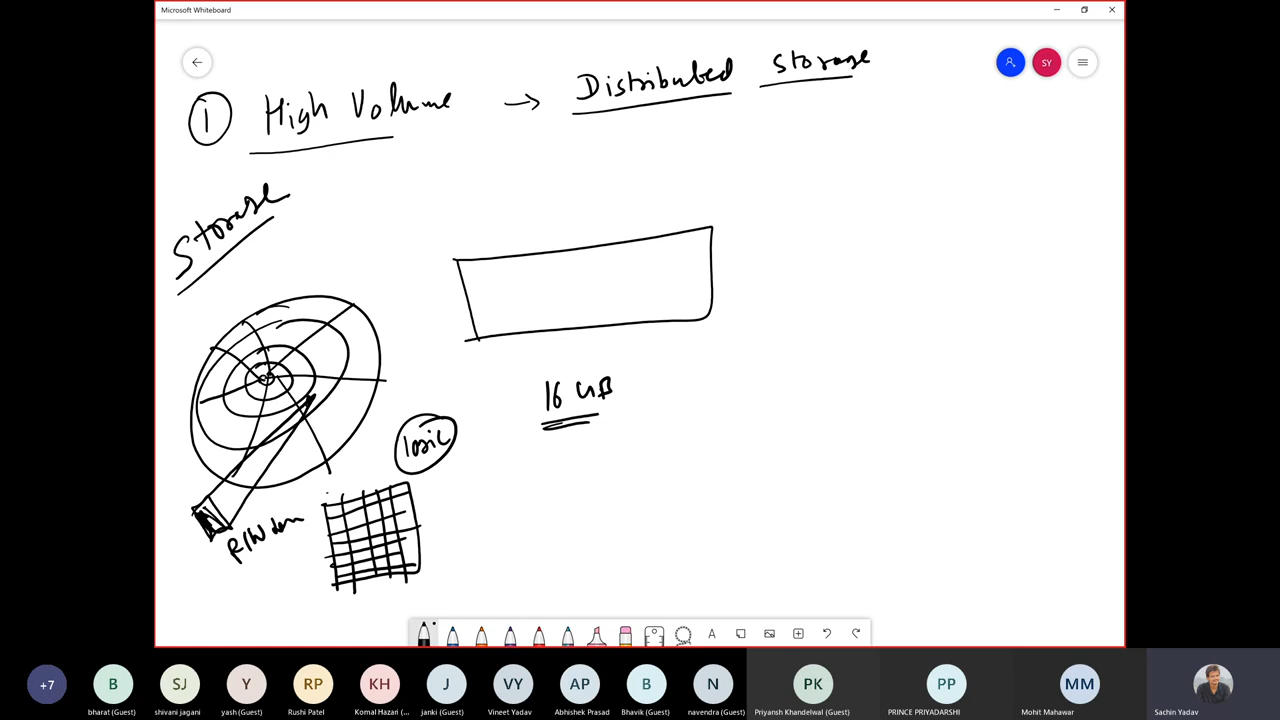 Microsoft Whiteboard
SY
① High Volume → Distributed storage
Storage
16 GB
logic
R/W
A
+7
B
SJ
Y
RP
KH
J
VY
AP
B
N
PK
PP
MM
bharat (Guest)
shivani jagani
yash (Guest)
Rushi Patel
Komal Hazari (...
janki (Guest)
Vineet Yadav
Abhishek Prasad
Bhavik (Guest)
navendra (Guest)
Priyansh Khandelwal (Guest)
PRINCE PRIYADARSHI
Mohit Mahawar
Sachin Yadav